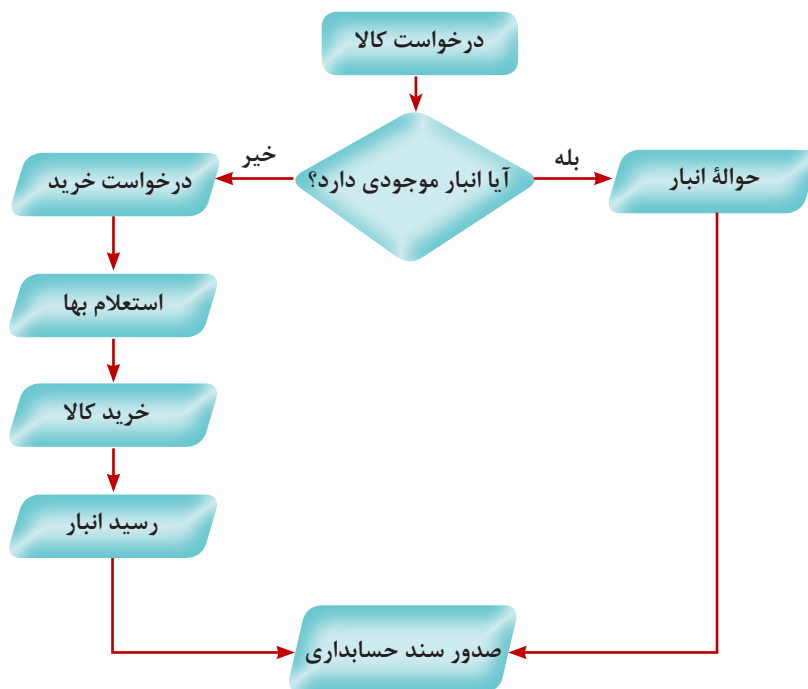 درخواست کالا
آیا انبار موجودی دارد؟
بله
خیر
حوالۀ انبار
درخواست خرید
استعلام بها
خرید کالا
رسید انبار
صدور سند حسابداری